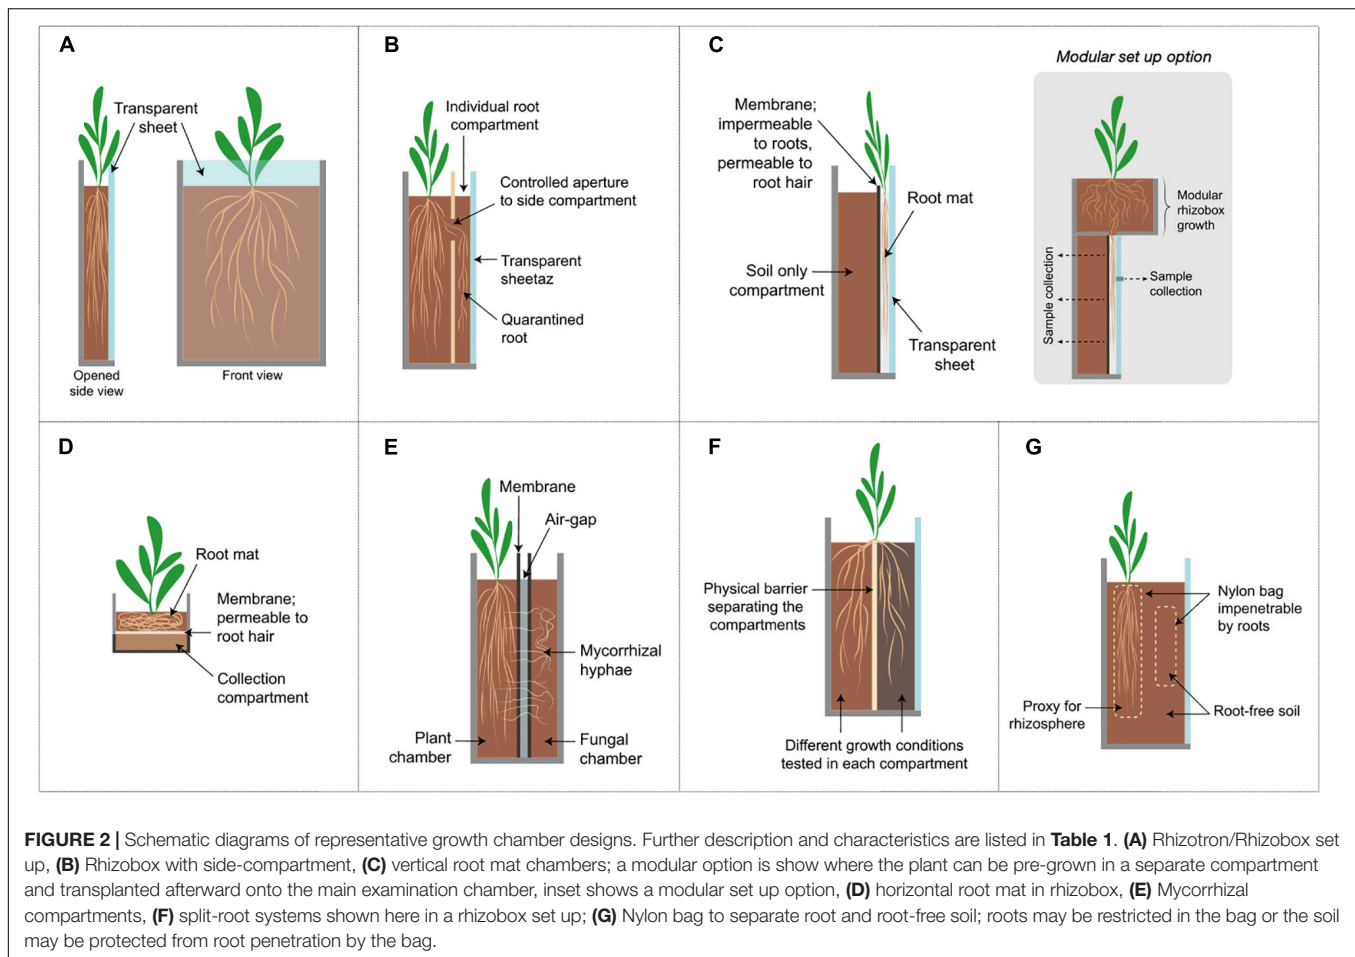 A
Transparent
sheet
Opened
side view
Front view
B
Individual root
compartment
Controlled aperture
to side compartment
Transparent
sheetaz
Quarantined
root
C
Membrane;
impermeable
to roots,
permeable to
root hair
Root mat
Soil only
compartment
Transparent
sheet
Modular set up option
Modular
rhizobox
growth
Sample collection
Sample
collection
D
Root mat
Membrane;
permeable to
root hair
Collection
compartment
E
Membrane
Air-gap
Mycorrhizal
hyphae
Plant
chamber
Fungal
chamber
F
Physical barrier
separating the
compartments
Different growth conditions
tested in each compartment
G
Nylon bag
impenetrable
by roots
Proxy for
rhizosphere
Root-free soil
FIGURE 2 | Schematic diagrams of representative growth chamber designs. Further description and characteristics are listed in Table 1. (A) Rhizotron/Rhizobox set
up, (B) Rhizobox with side-compartment, (C) vertical root mat chambers; a modular option is show where the plant can be pre-grown in a separate compartment
and transplanted afterward onto the main examination chamber, inset shows a modular set up option, (D) horizontal root mat in rhizobox, (E) Mycorrhizal
compartments, (F) split-root systems shown here in a rhizobox set up; (G) Nylon bag to separate root and root-free soil; roots may be restricted in the bag or the soil
may be protected from root penetration by the bag.